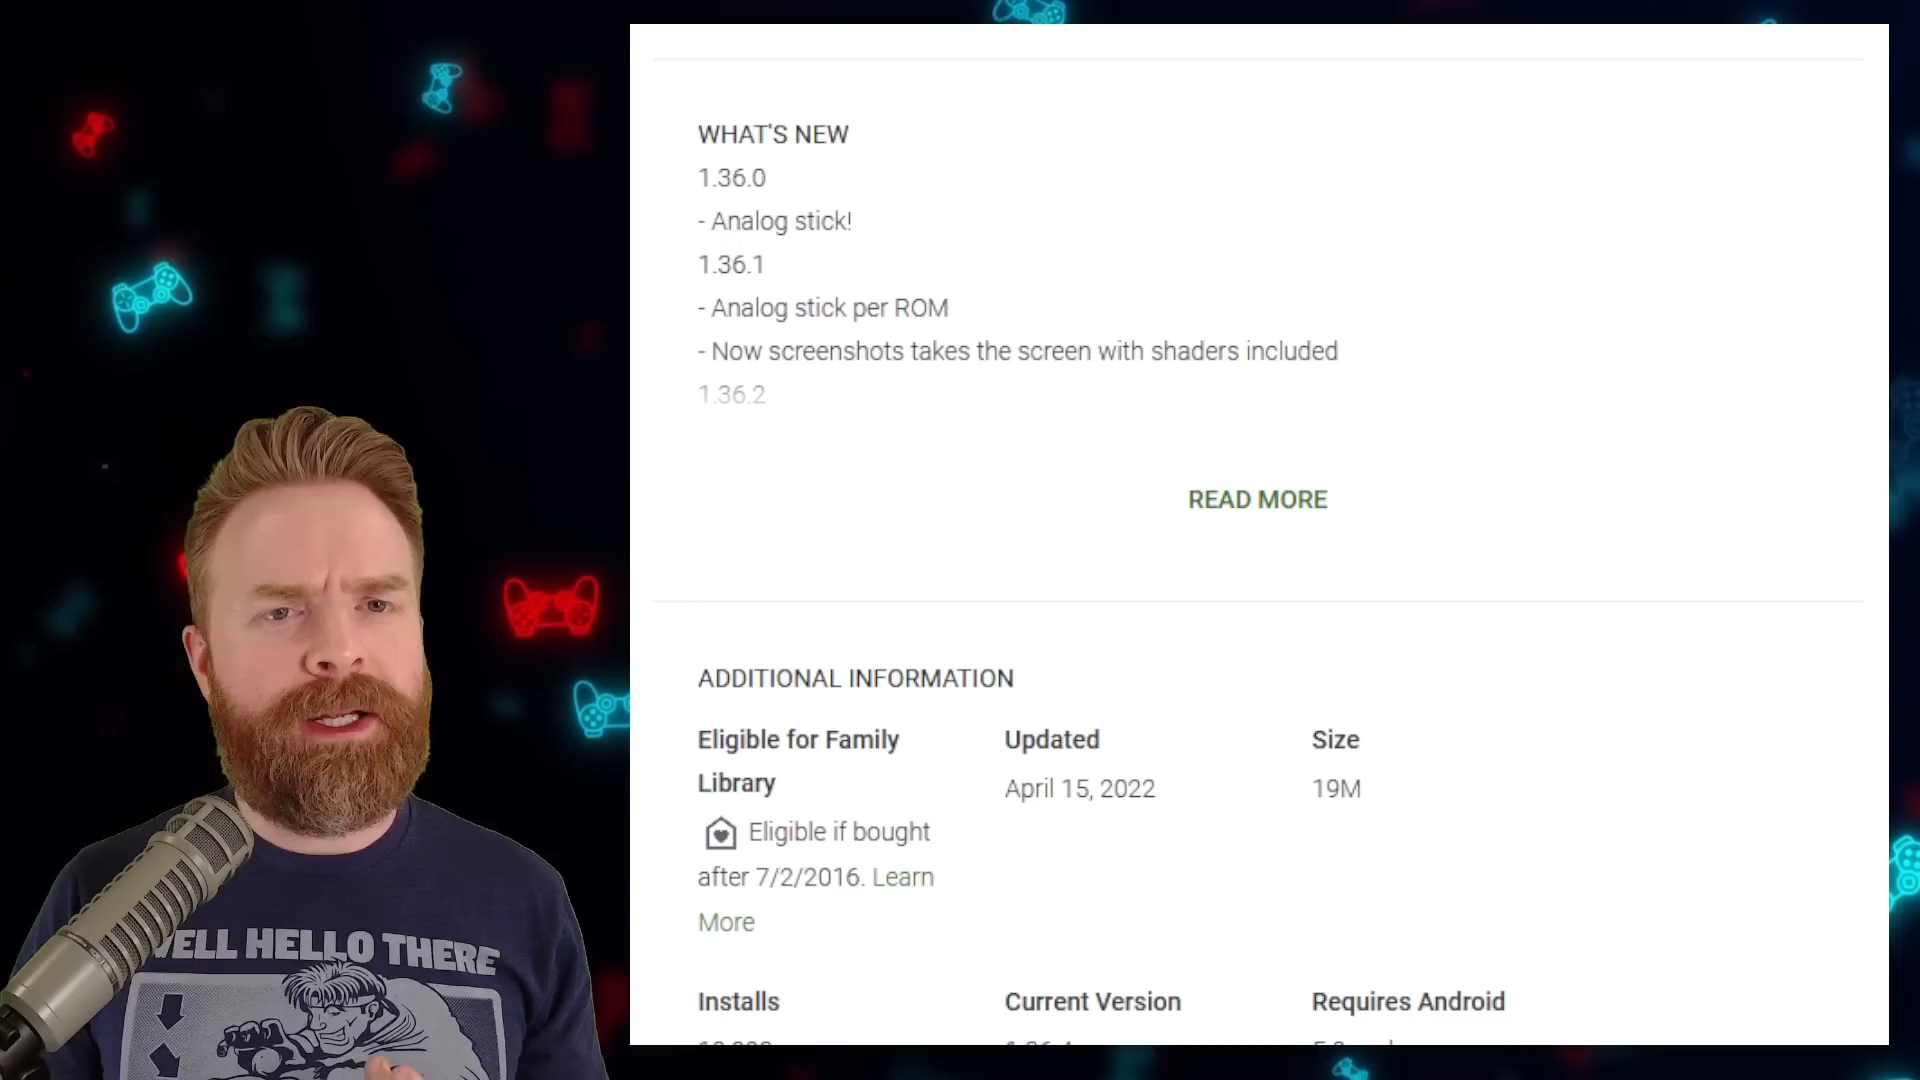 WHAT'S NEW
1.36.0
- Analog stick!
1.36.1
- Analog stick per ROM
- Now screenshots takes the screen with shaders included
1.36.2
READ MORE
ADDITIONAL INFORMATION
Eligible for Family
Library
Eligible if bought
after 7/2/2016. Learn
More
Updated
April 15, 2022
Size
19M
Installs
Current Version
Requires Android
WELL HELLO THERE